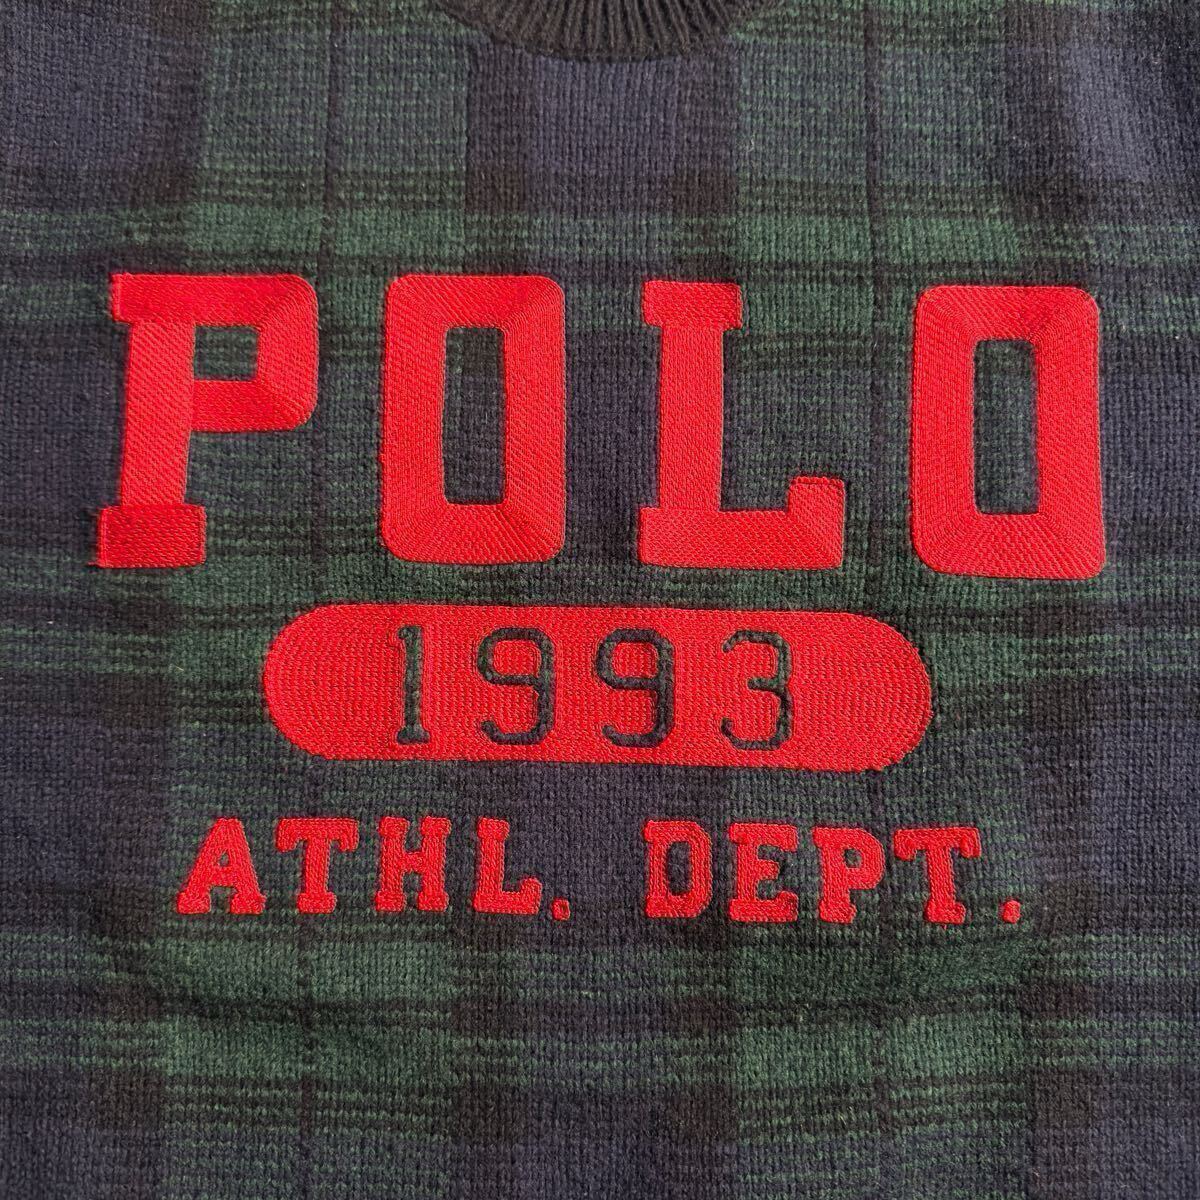 POLO
1993
ATHL. DEPT.